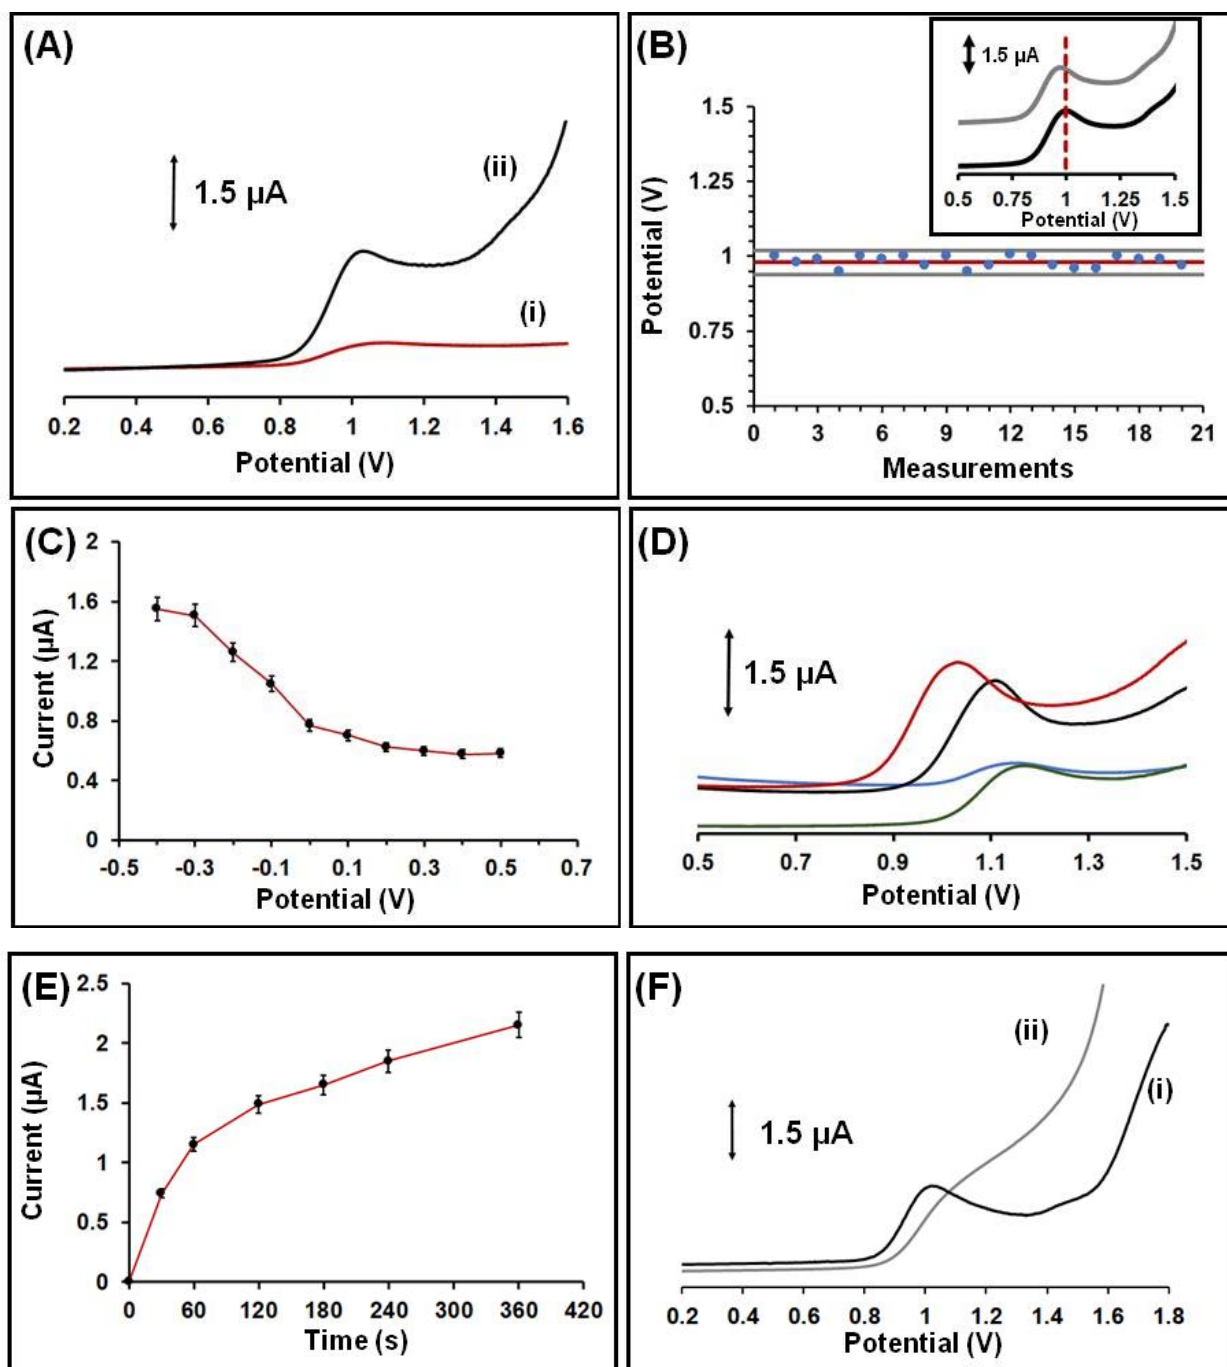 (A)
(ii)
1.5 µA
(i)
0.2 0.4 0.6 0.8 1 1.2 1.4 1.6
Potential (V)
(B)
1.5 µA
0.5 0.75 1 1.25 1.5
Potential (V)
1.5
1.25
1
0.75
0.5
Potential (V)
0 3 6 9 12 15 18 21
Measurements
(C)
2
1.6
1.2
0.8
0.4
0
Current (µA)
-0.5 -0.3 -0.1 0.1 0.3 0.5 0.7
Potential (V)
(D)
1.5 µA
0.5 0.7 0.9 1.1 1.3 1.5
Potential (V)
(E)
2.5
2
1.5
1
0.5
0
Current (µA)
0 60 120 180 240 300 360 420
Time (s)
(F)
(ii)
(i)
1.5 µA
0.2 0.4 0.6 0.8 1 1.2 1.4 1.6 1.8
Potential (V)